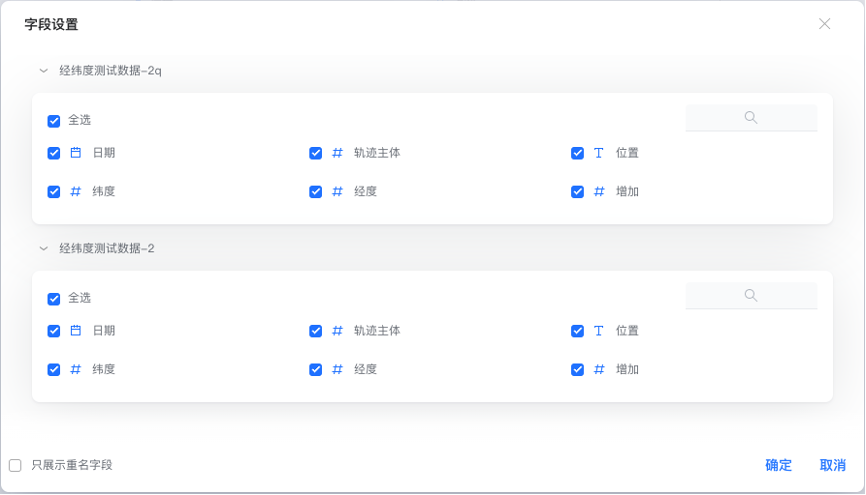 字段设置
经纬度测试数据-2q
全选
日期 轨迹主体 位置
纬度 经度 增加
经纬度测试数据-2
全选
日期 轨迹主体 位置
纬度 经度 增加
只展示重名字段 确定 取消